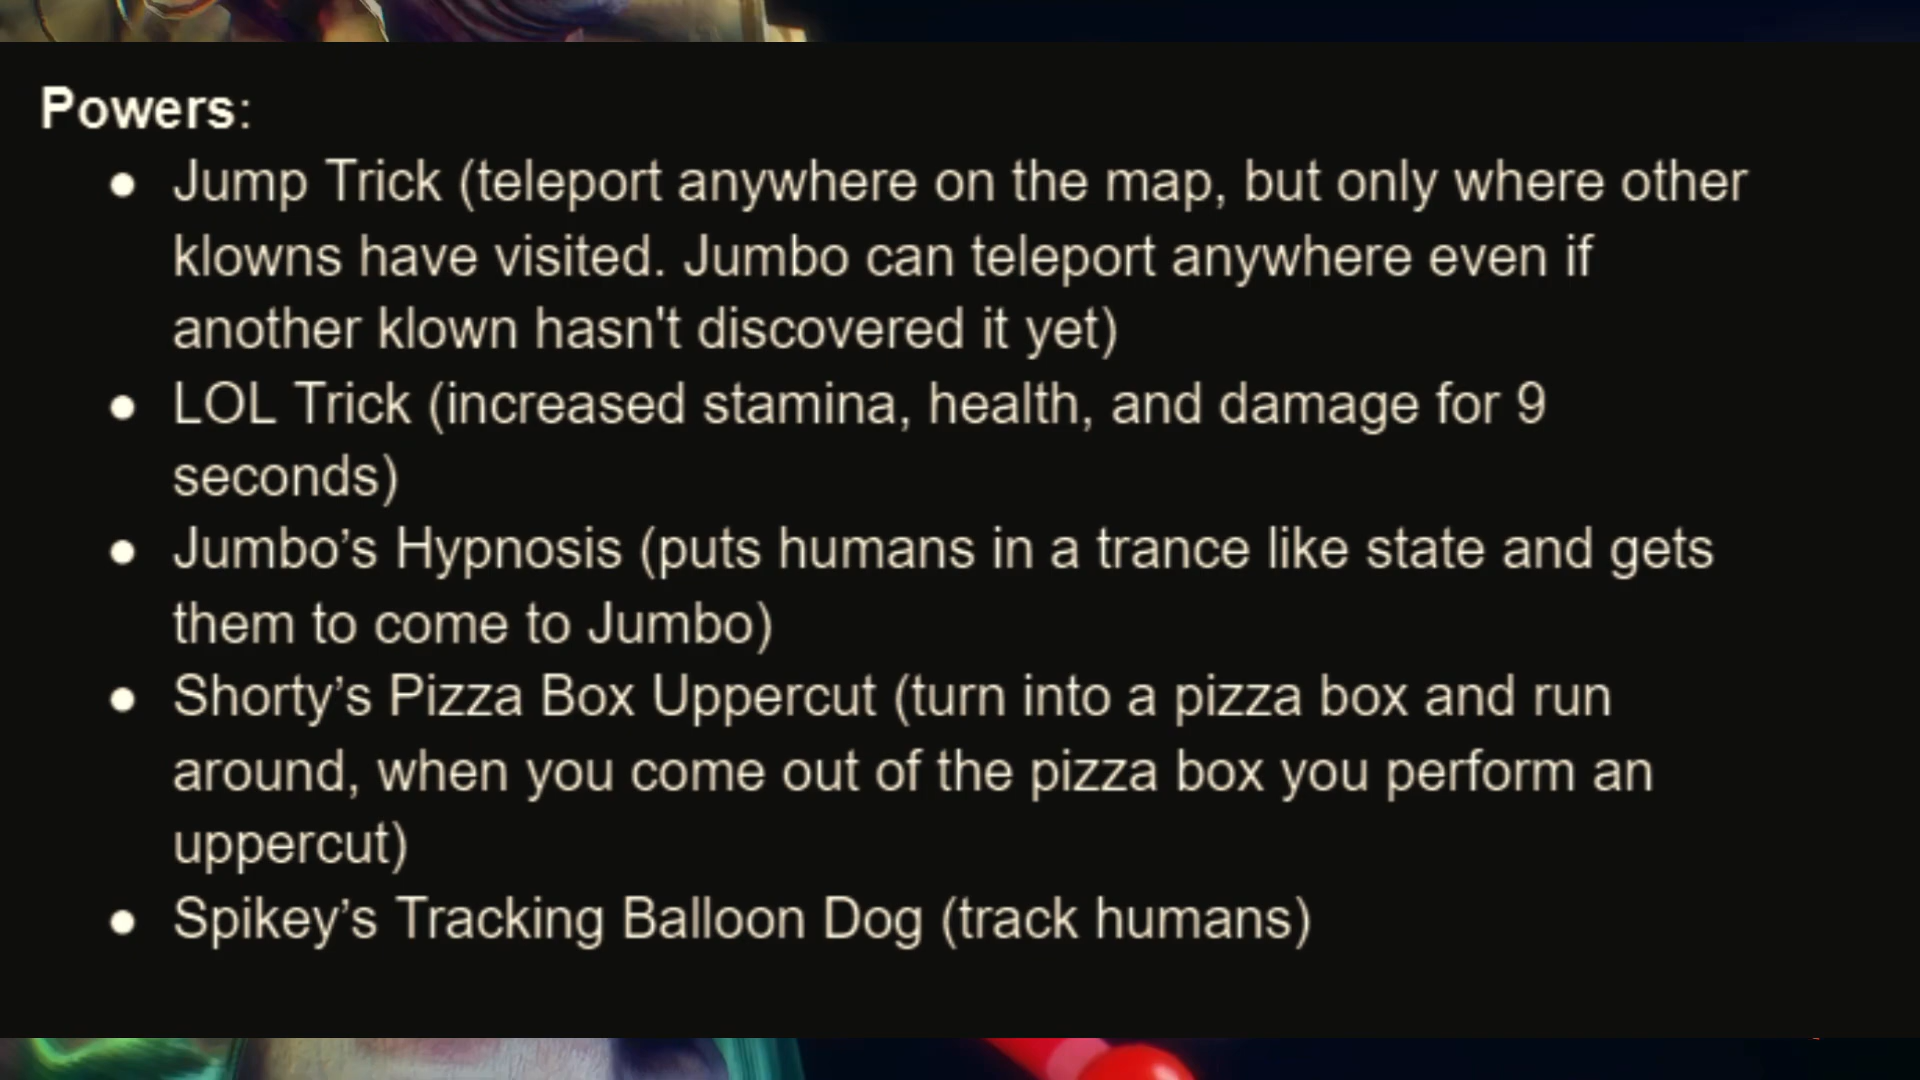 Powers:
● Jump Trick (teleport anywhere on the map, but only where other
klowns have visited. Jumbo can teleport anywhere even if
another klown hasn't discovered it yet)
● LOL Trick (increased stamina, health, and damage for 9
seconds)
● Jumbo’s Hypnosis (puts humans in a trance like state and gets
them to come to Jumbo)
● Shorty’s Pizza Box Uppercut (turn into a pizza box and run
around, when you come out of the pizza box you perform an
uppercut)
● Spikey’s Tracking Balloon Dog (track humans)